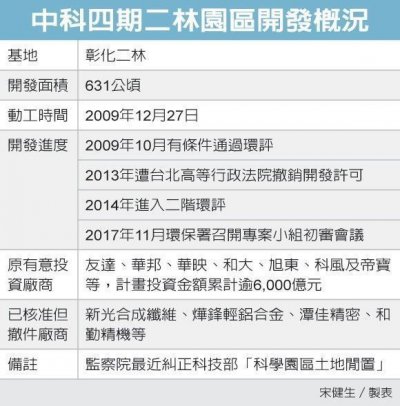 中科四期二林園區開發概況
基地 彰化二林
開發面積 631公頃
動工時間 2009年12月27日
開發進度 2009年10月有條件通過環評
2013年遭台北高等行政法院撤銷開發許可
2014年進入二階環評
2017年11月環保署召開專案小組初審會議
原有意投資廠商 友達、華邦、華映、和大、旭東、科風及帝寶
等，計畫投資金額累計逾6,000億元
已核准但撤件廠商 新光合成纖維、燁鋒輕鋁合金、潭佳精密、和
勤精機等
備註 監察院最近糾正科技部「科學園區土地閒置」
宋健生／製表